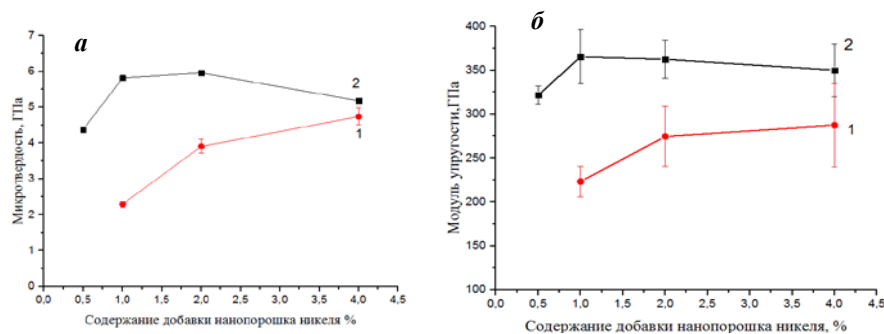 а
Микротвердость, ГПа
7
6
5
4
3
2
1
0
2
1
0,0 0,5 1,0 1,5 2,0 2,5 3,0 3,5 4,0 4,5
Содержание добавки нанопорошка никеля %
б
Модуль упругости,ГПа
400
350
300
250
200
150
100
2
1
0,0 0,5 1,0 1,5 2,0 2,5 3,0 3,5 4,0 4,5
Содержание добавки нанопорошка никеля, %